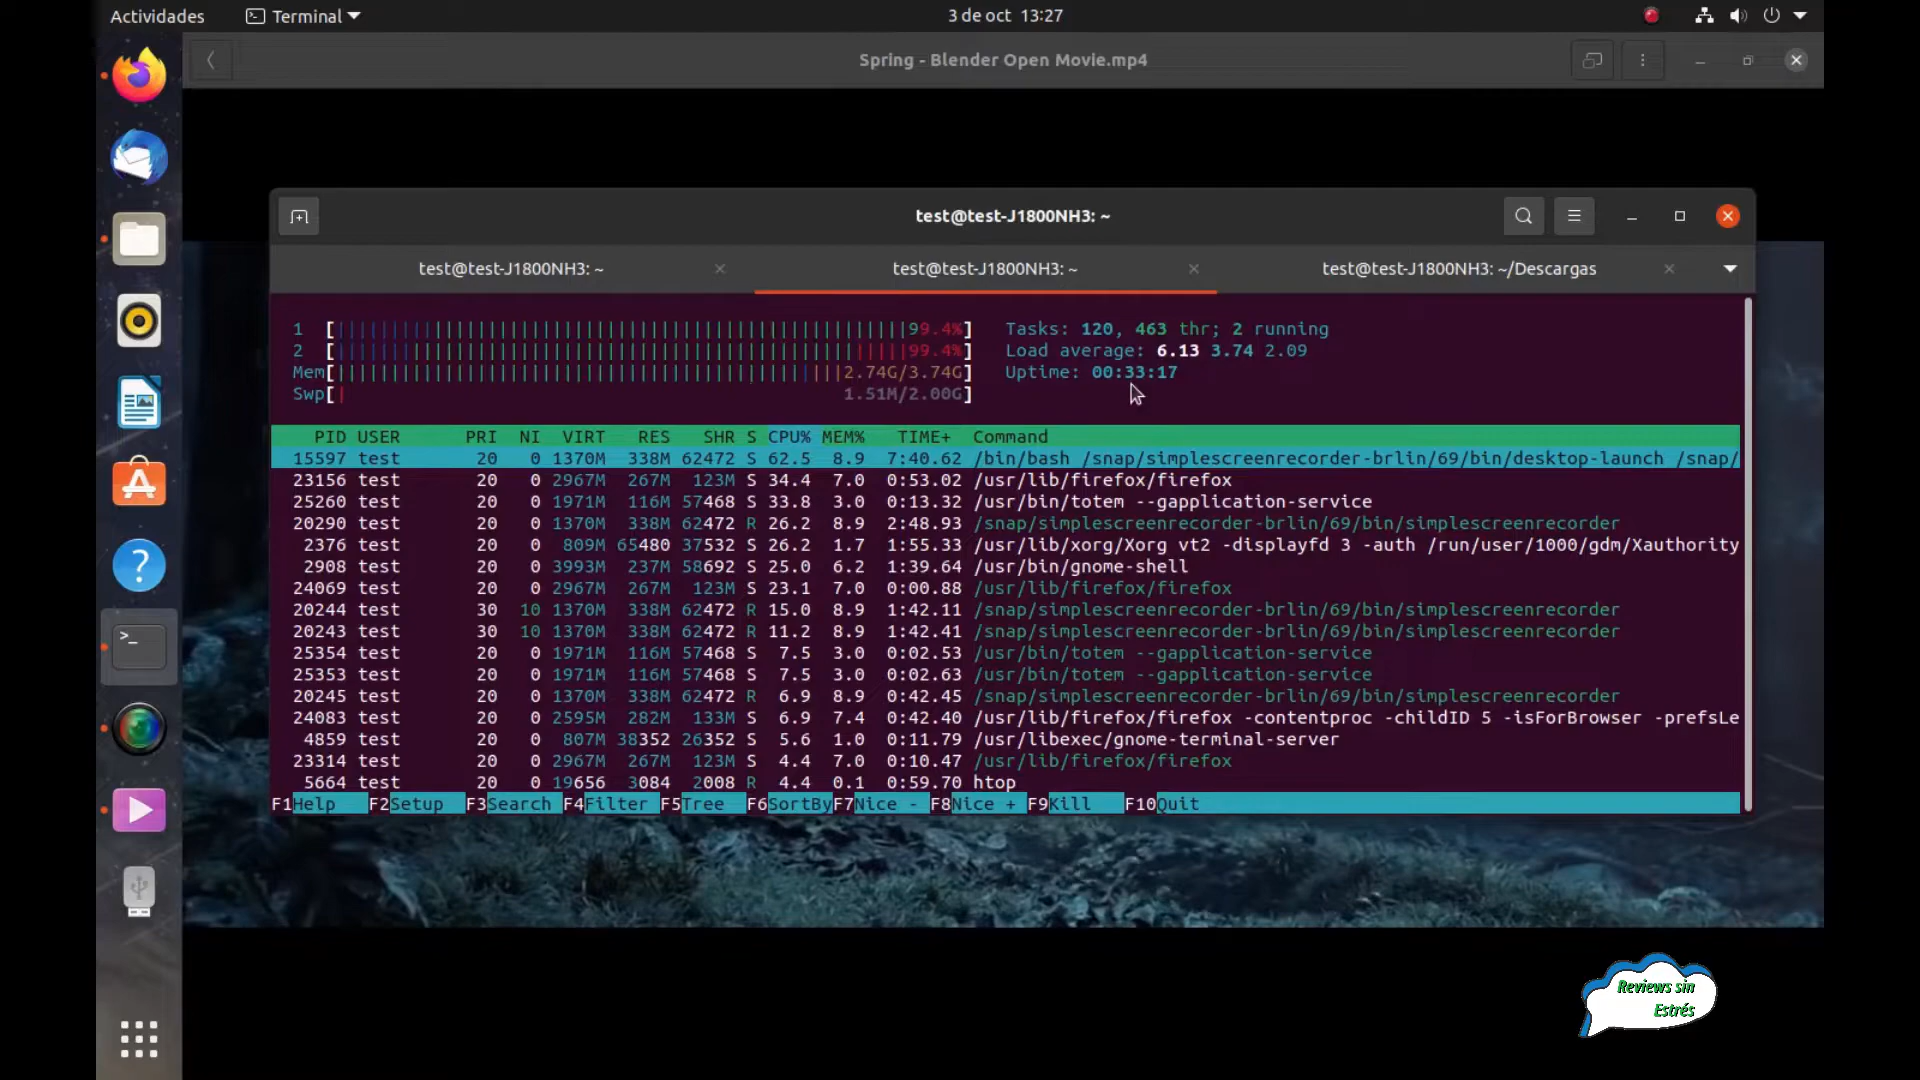 Actividades
Terminal
3 de oct 13:27
Spring - Blender Open Movie.mp4
test@test-J1800NH3: ~
test@test-J1800NH3: ~
test@test-J1800NH3: ~
test@test-J1800NH3: ~/Descargas
1 [99.4%] Tasks: 120, 463 thr; 2 running
2 [99.4%] Load average: 6.13 3.74 2.09
Mem[2.74G/3.74G] Uptime: 00:33:17
Swp[1.51M/2.00G]
PID USER PRI NI VIRT RES SHR S CPU% MEM% TIME+ Command
15597 test 20 0 1370M 338M 62472 S 62.5 8.9 7:40.62 /bin/bash /snap/simplescreenrecorder-brlin/69/bin/desktop-launch /snap/
23156 test 20 0 2967M 267M 123M S 34.4 7.0 0:53.02 /usr/lib/firefox/firefox
25260 test 20 0 1971M 116M 57468 S 33.8 3.0 0:13.32 /usr/bin/totem --gapplication-service
20290 test 20 0 1370M 338M 62472 R 26.2 8.9 2:48.93 /snap/simplescreenrecorder-brlin/69/bin/simplescreenrecorder
2376 test 20 0 809M 65480 37532 S 26.2 1.7 1:55.33 /usr/lib/xorg/Xorg vt2 -displayfd 3 -auth /run/user/1000/gdm/Xauthority
2908 test 20 0 3993M 237M 58692 S 25.0 6.2 1:39.64 /usr/bin/gnome-shell
24069 test 20 0 2967M 267M 123M S 23.1 7.0 0:00.88 /usr/lib/firefox/firefox
20244 test 30 10 1370M 338M 62472 R 15.0 8.9 1:42.11 /snap/simplescreenrecorder-brlin/69/bin/simplescreenrecorder
20243 test 30 10 1370M 338M 62472 R 11.2 8.9 1:42.41 /snap/simplescreenrecorder-brlin/69/bin/simplescreenrecorder
25354 test 20 0 1971M 116M 57468 S 7.5 3.0 0:02.53 /usr/bin/totem --gapplication-service
25353 test 20 0 1971M 116M 57468 S 7.5 3.0 0:02.63 /usr/bin/totem --gapplication-service
20245 test 20 0 1370M 338M 62472 R 6.9 8.9 0:42.45 /snap/simplescreenrecorder-brlin/69/bin/simplescreenrecorder
24083 test 20 0 2595M 282M 133M S 6.9 7.4 0:42.40 /usr/lib/firefox/firefox -contentproc -childID 5 -isForBrowser -prefsLe
4859 test 20 0 807M 38352 26352 S 5.6 1.0 0:11.79 /usr/libexec/gnome-terminal-server
23314 test 20 0 2967M 267M 123M S 4.4 7.0 0:10.47 /usr/lib/firefox/firefox
5664 test 20 0 19656 3084 2008 R 4.4 0.1 0:59.70 htop
F1Help F2Setup F3Search F4Filter F5Tree F6SortBy F7Nice - F8Nice + F9Kill F10Quit
Reviews sin
Estrés